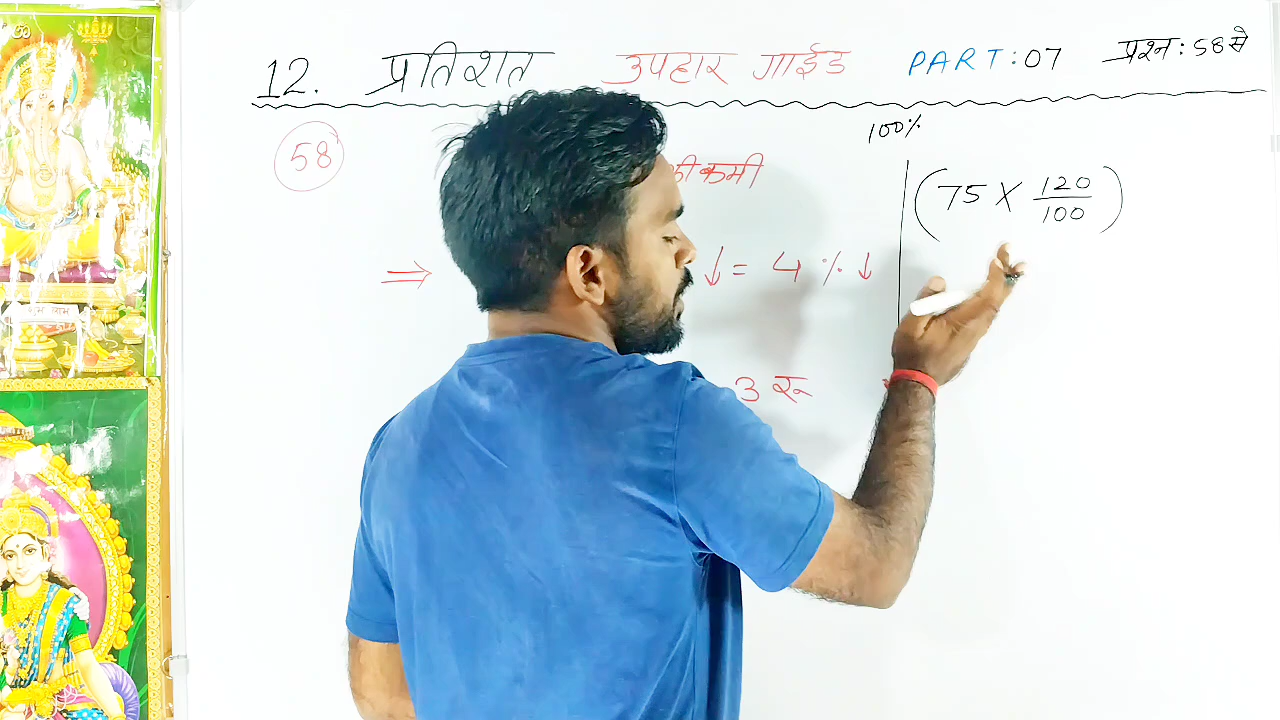 12. प्रतिशत उपहार गाईड PART:07 प्रश्न: 58 से
100%
58
की कमी
(75 × 120/100)
⇒ ↓ = 4 % ↓
3 रु
शुभ लाभ